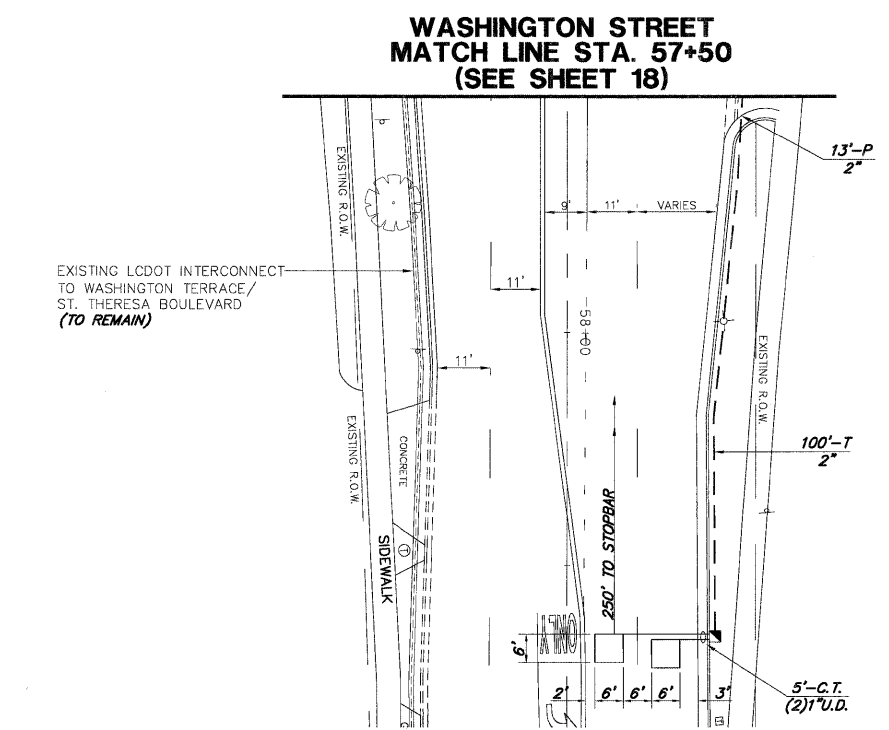 WASHINGTON STREET
MATCH LINE STA. 57+50
(SEE SHEET 18)
13'-P
2"
EXISTING R.O.W.
9'
11'
VARIES
EXISTING LCDOT INTERCONNECT
TO WASHINGTON TERRACE/
ST. THERESA BOULEVARD
(TO REMAIN)
11'
58+00
11'
EXISTING R.O.W.
EXISTING R.O.W.
CONCRETE
100'-T
2"
250' TO STOPBAR
SIDEWALK
T
ONLY
6'
2'
6'
6'
6'
3'
5'-C.T.
(2)1"U.D.